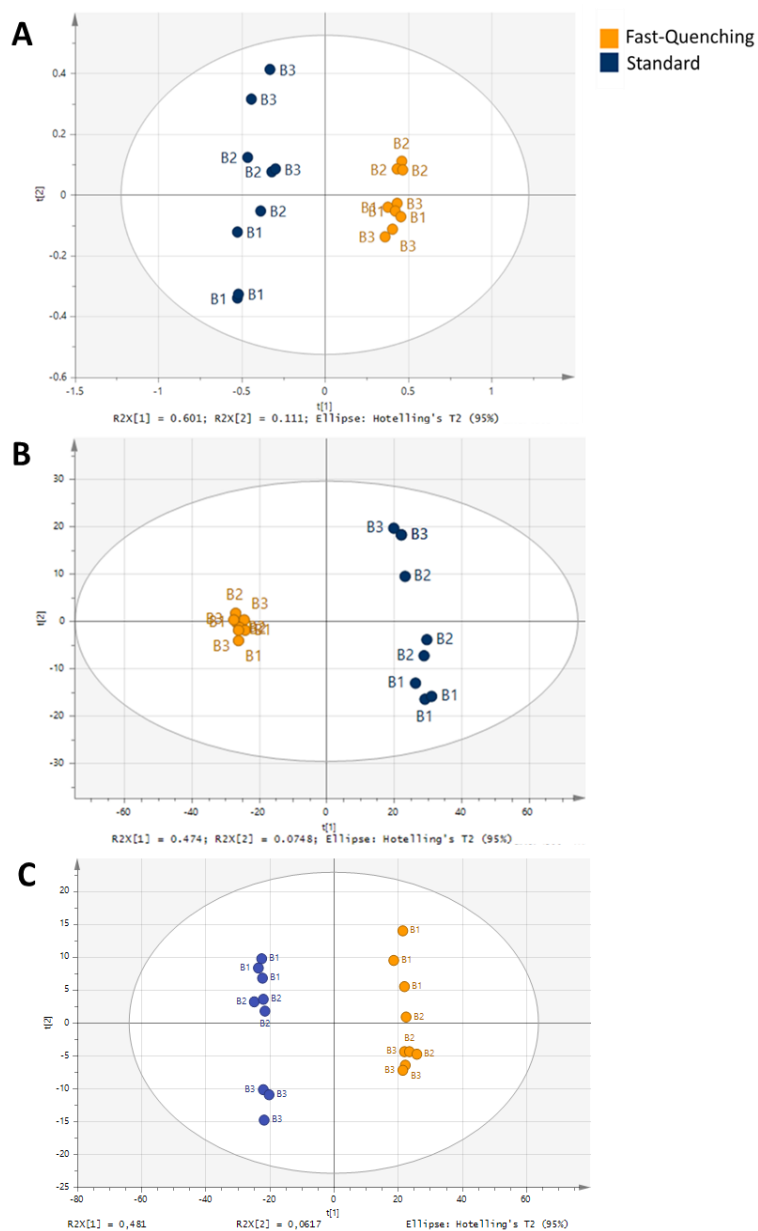 A
Fast-Quenching
Standard
B3
0.4
B3
0.2
B2
B2
B2
B3
B2
B2
t[2]
0
B2
B1
B3
B1
B1
B1
-0.2
B3
B3
B1
B1
-0.4
-0.6
-1.5
-1
-0.5
0
0.5
1
t[1]
R2X[1] = 0.601; R2X[2] = 0.111; Ellipse: Hotelling's T2 (95%)
B
30
20
B3
B3
10
B2
B2
B3
t[2]
0
B3
B1
B2
B1
B2
B3
B1
B2
-10
B1
B1
B1
-20
-30
-60
-40
-20
0
20
40
60
t[1]
R2X[1] = 0.474; R2X[2] = 0.0748; Ellipse: Hotelling's T2 (95%)
C
20
15
B1
10
B1
B1
B1
5
B1
B1
B2
B2
B2
t[2]
0
B2
B2
-5
B3
B2
B3
B3
-10
B3
B3
-15
B3
-20
-25
-80
-60
-40
-20
0
20
40
60
t[1]
R2X[1] = 0,481
R2X[2] = 0,0617
Ellipse: Hotelling's T2 (95%)